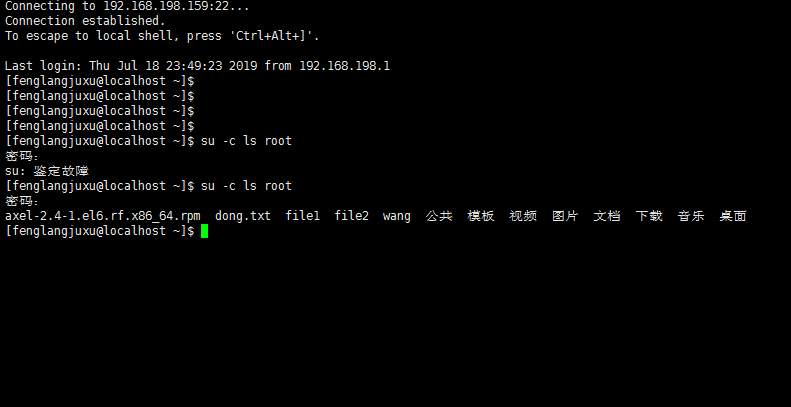 Connecting to 192.168.198.159:22...
Connection established.
To escape to local shell, press 'Ctrl+Alt+]'.
Last login: Thu Jul 18 23:49:23 2019 from 192.168.198.1
[fenglangjuxu@localhost ~]$
[fenglangjuxu@localhost ~]$
[fenglangjuxu@localhost ~]$
[fenglangjuxu@localhost ~]$
[fenglangjuxu@localhost ~]$ su -c ls root
密码：
su: 鉴定故障
[fenglangjuxu@localhost ~]$ su -c ls root
密码：
axel-2.4-1.el6.rf.x86_64.rpm  dong.txt  file1  file2  wang  公共  模板  视频  图片  文档  下载  音乐  桌面
[fenglangjuxu@localhost ~]$